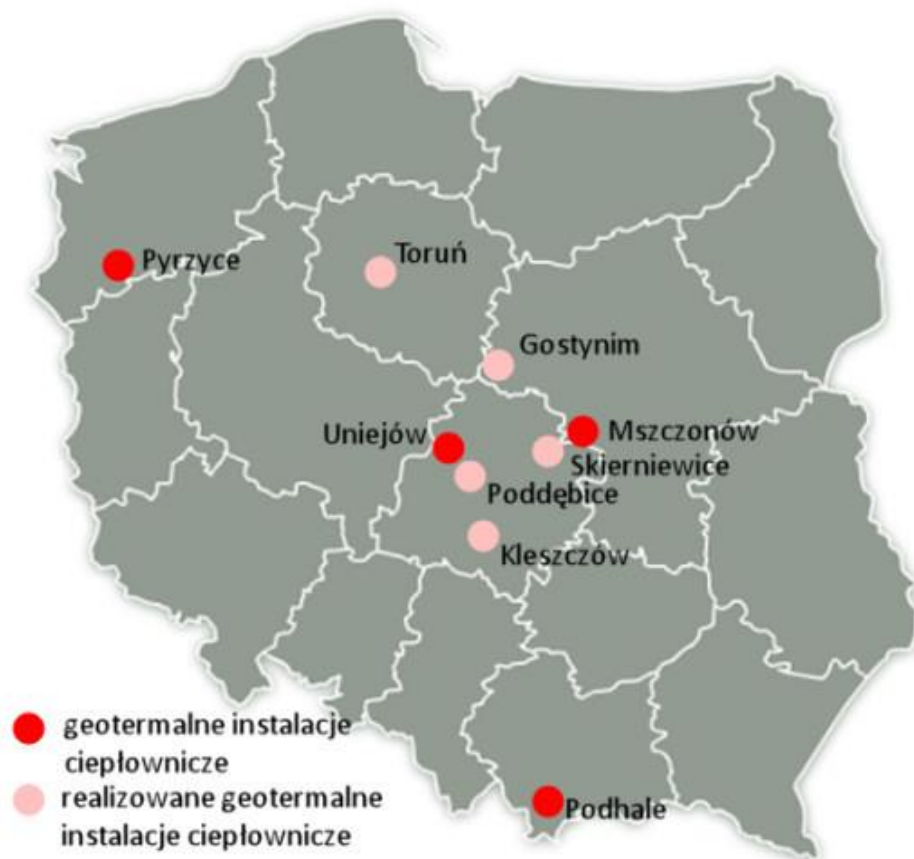 Toruń
Pyrzyce
Gostynim
Uniejów
Mszczonów
Skierniewice
Poddębice
Kleszczów
geotermalne instalacje
ciepłownicze
realizowane geotermalne
instalacje ciepłownicze
Podhale